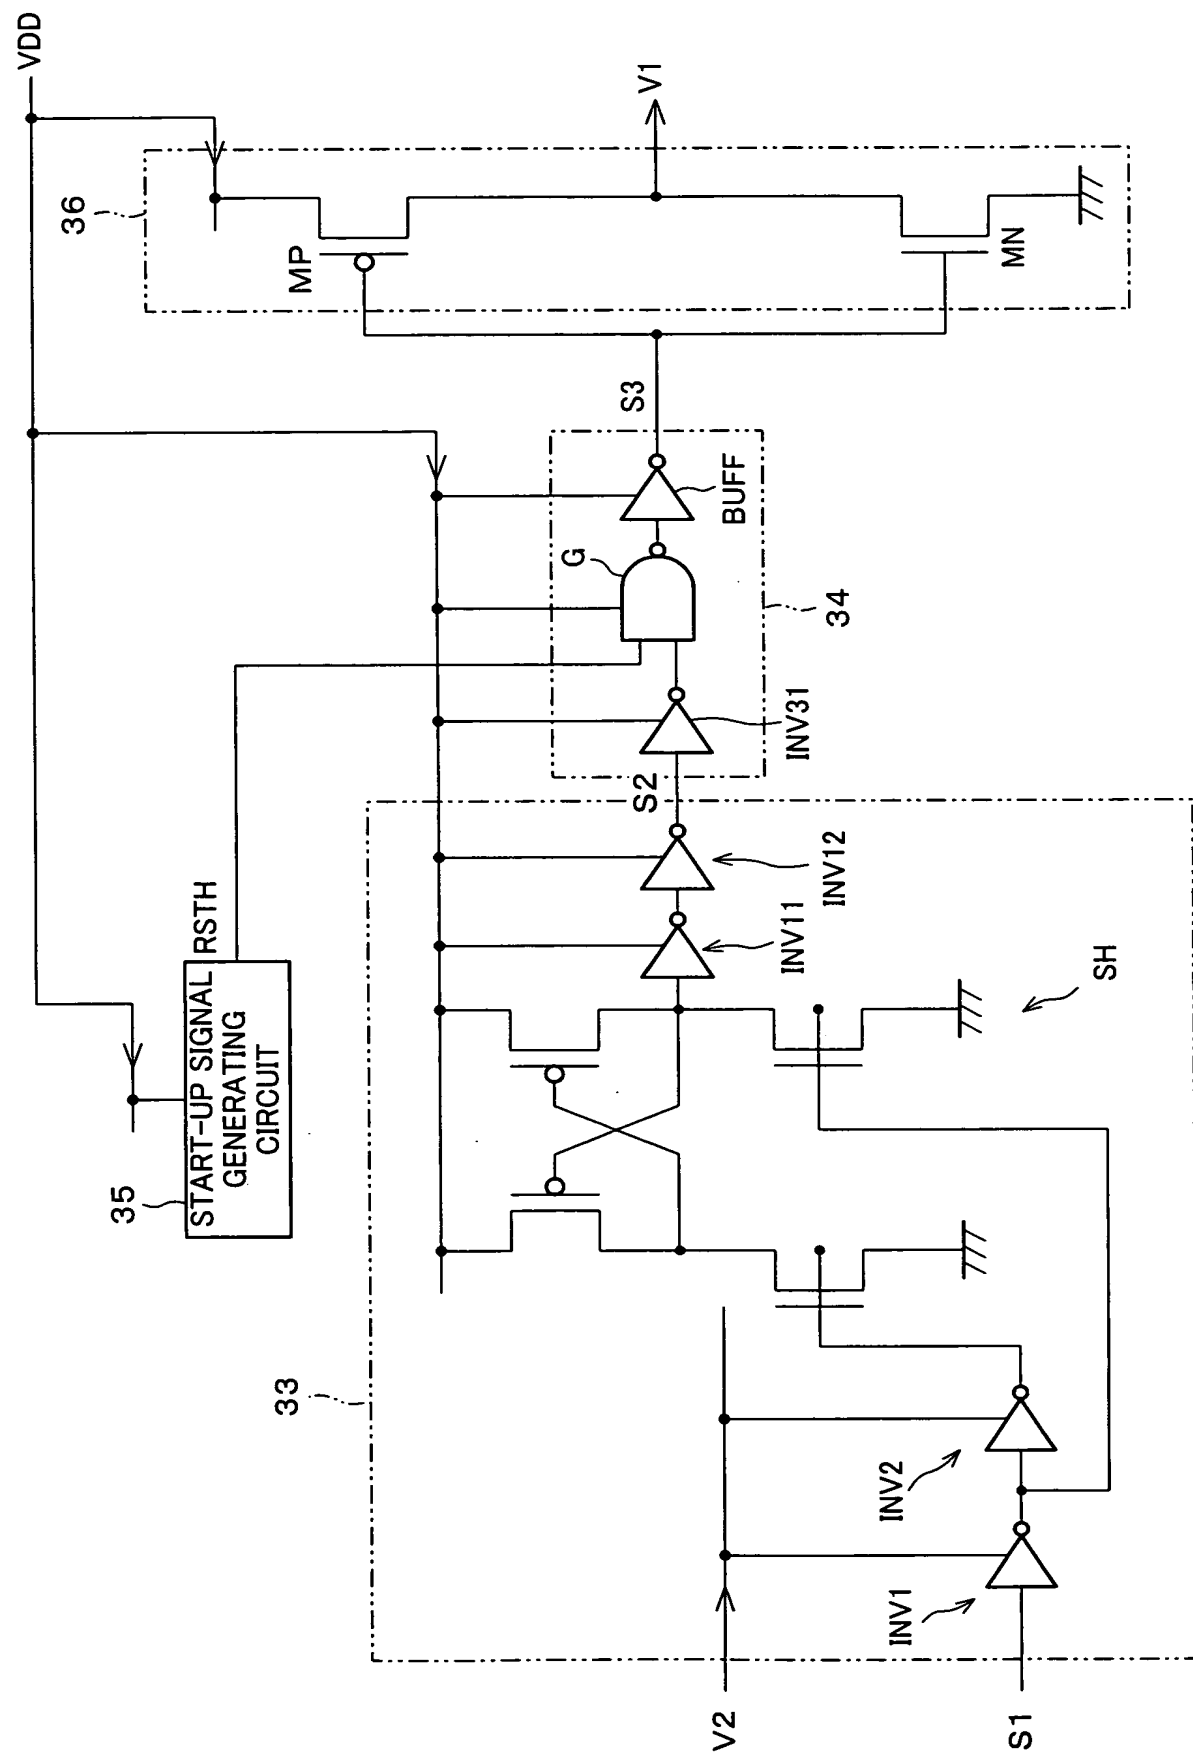 VDD
35
START-UP SIGNAL
GENERATING
CIRCUIT
RSTH
36
MP
V1
MN
33
V2
S1
INV1
INV2
SH
INV11
INV12
S2
INV31
34
G
BUFF
S3